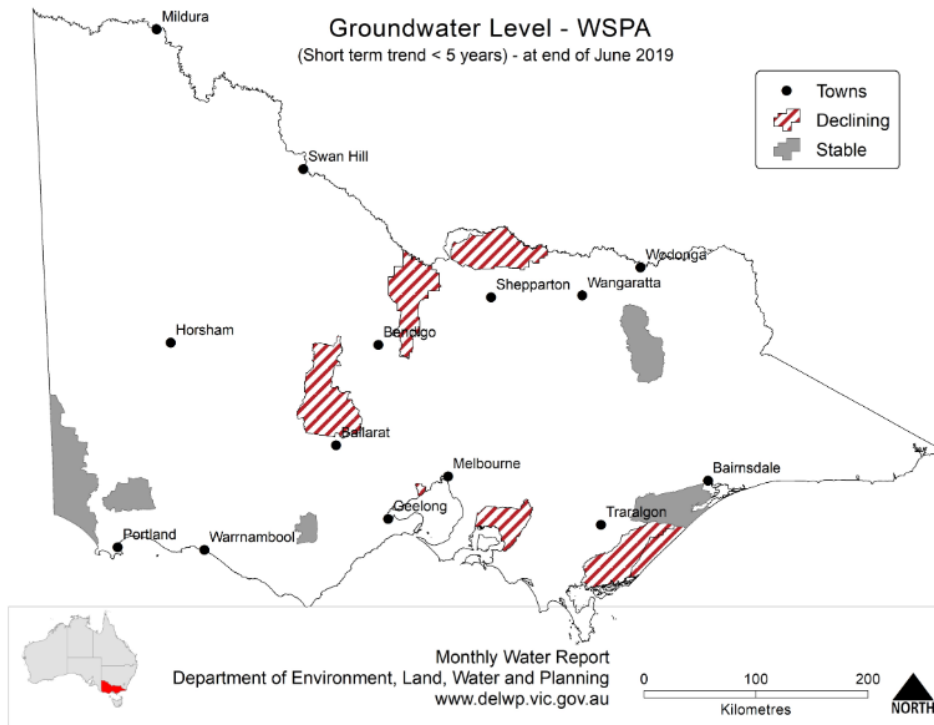 Groundwater Level - WSPA
(Short term trend < 5 years) - at end of June 2019
Towns
Declining
Stable
Mildura
Swan Hill
Wodonga
Shepparton
Wangaratta
Horsham
Bendigo
Ballarat
Melbourne
Bairnsdale
Geelong
Traralgon
Portland
Warrnambool
Monthly Water Report
Department of Environment, Land, Water and Planning
www.delwp.vic.gov.au
0 100 200
Kilometres
NORTH